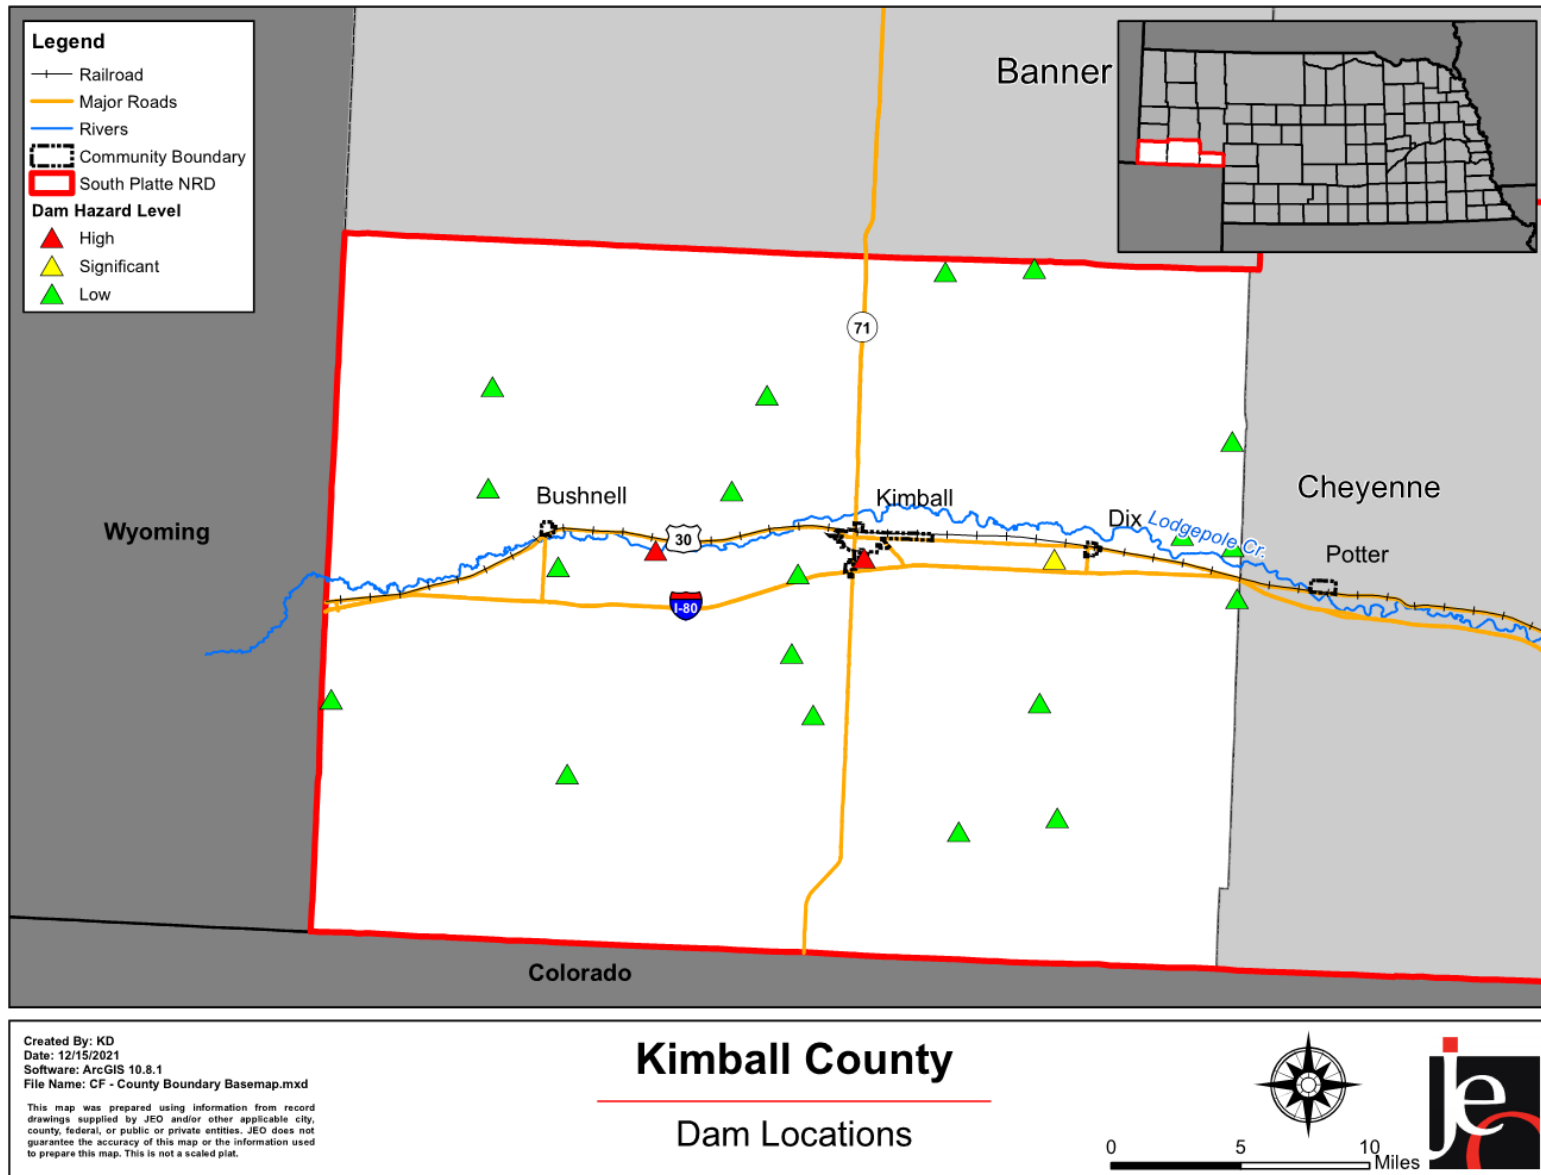 Legend
Railroad
Major Roads
Rivers
Community Boundary
South Platte NRD
Dam Hazard Level
High
Significant
Low
Banner
71
Bushnell
Kimball
Cheyenne
Wyoming
30
Dix
Lodgepole Cr.
Potter
I-80
Colorado
Created By: KD
Date: 12/15/2021
Software: ArcGIS 10.8.1
File Name: CF - County Boundary Basemap.mxd
This map was prepared using information from record
drawings supplied by JEO and/or other applicable city,
county, federal, or public or private entities. JEO does not
guarantee the accuracy of this map or the information used
to prepare this map. This is not a scaled plat.
Kimball County
Dam Locations
0 5 10
Miles
jeo